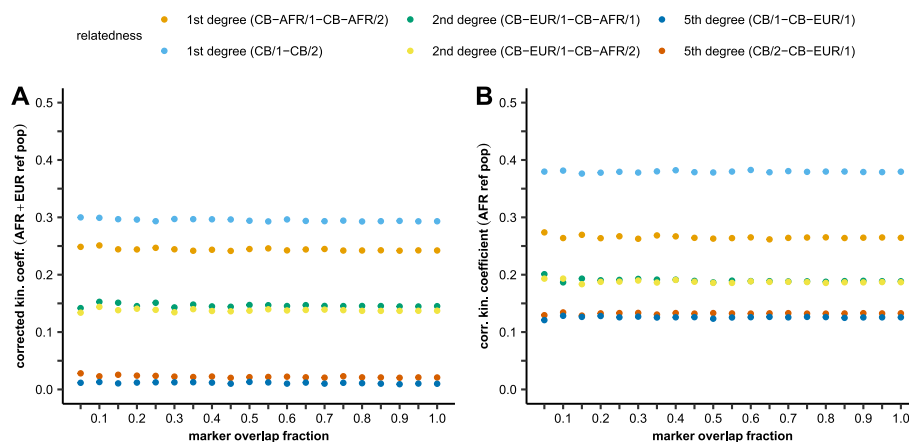 relatedness
1st degree (CB−AFR/1−CB−AFR/2)
2nd degree (CB−EUR/1−CB−AFR/1)
5th degree (CB/1−CB−EUR/1)
1st degree (CB/1−CB/2)
2nd degree (CB−EUR/1−CB−AFR/2)
5th degree (CB/2−CB−EUR/1)
A
corrected kin. coeff. (AFR+EUR ref pop)
0.5
0.4
0.3
0.2
0.1
0.0
0.1 0.2 0.3 0.4 0.5 0.6 0.7 0.8 0.9 1.0
marker overlap fraction
B
corr. kin. coefficient (AFR ref pop)
0.5
0.4
0.3
0.2
0.1
0.0
0.1 0.2 0.3 0.4 0.5 0.6 0.7 0.8 0.9 1.0
marker overlap fraction